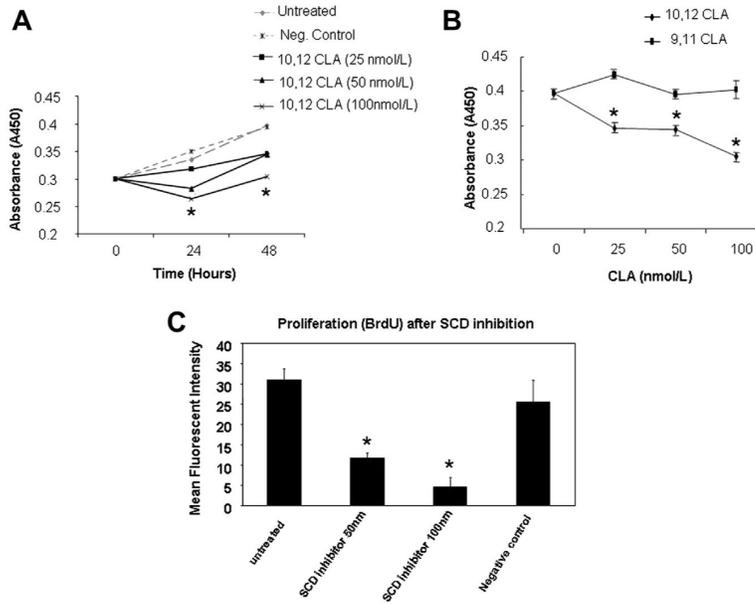 A
Untreated
Neg. Control
10,12 CLA (25 nmol/L)
10,12 CLA (50 nmol/L)
10,12 CLA (100nmol/L)
Absorbance (A450)
0.45
0.4
0.35
0.3
0.25
0.2
0
24
48
*
*
Time (Hours)
B
10,12 CLA
9,11 CLA
Absorbance (A450)
0.45
0.4
0.35
0.3
0.25
0.2
*
*
*
0
25
50
100
CLA (nmol/L)
C
Proliferation (BrdU) after SCD inhibition
Mean Fluorescent Intensity
40
35
30
25
15
10
5
0
*
*
untreated
SCD inhibitor 50nm
SCD inhibitor 100nm
Negative control